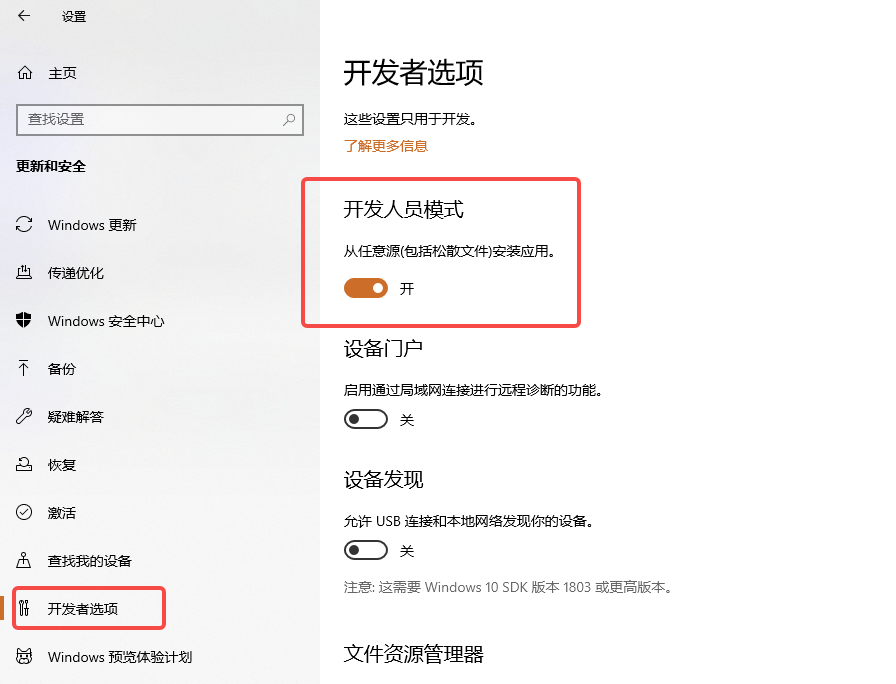 设置
主页
查找设置
更新和安全
Windows 更新
传递优化
Windows 安全中心
备份
疑难解答
恢复
激活
查找我的设备
开发者选项
Windows 预览体验计划
开发者选项
这些设置只用于开发。
了解更多信息
开发人员模式
从任意源(包括松散文件)安装应用。
开
设备门户
启用通过局域网连接进行远程诊断的功能。
关
设备发现
允许 USB 连接和本地网络发现你的设备。
关
注意: 这需要 Windows 10 SDK 版本 1803 或更高版本。
文件资源管理器